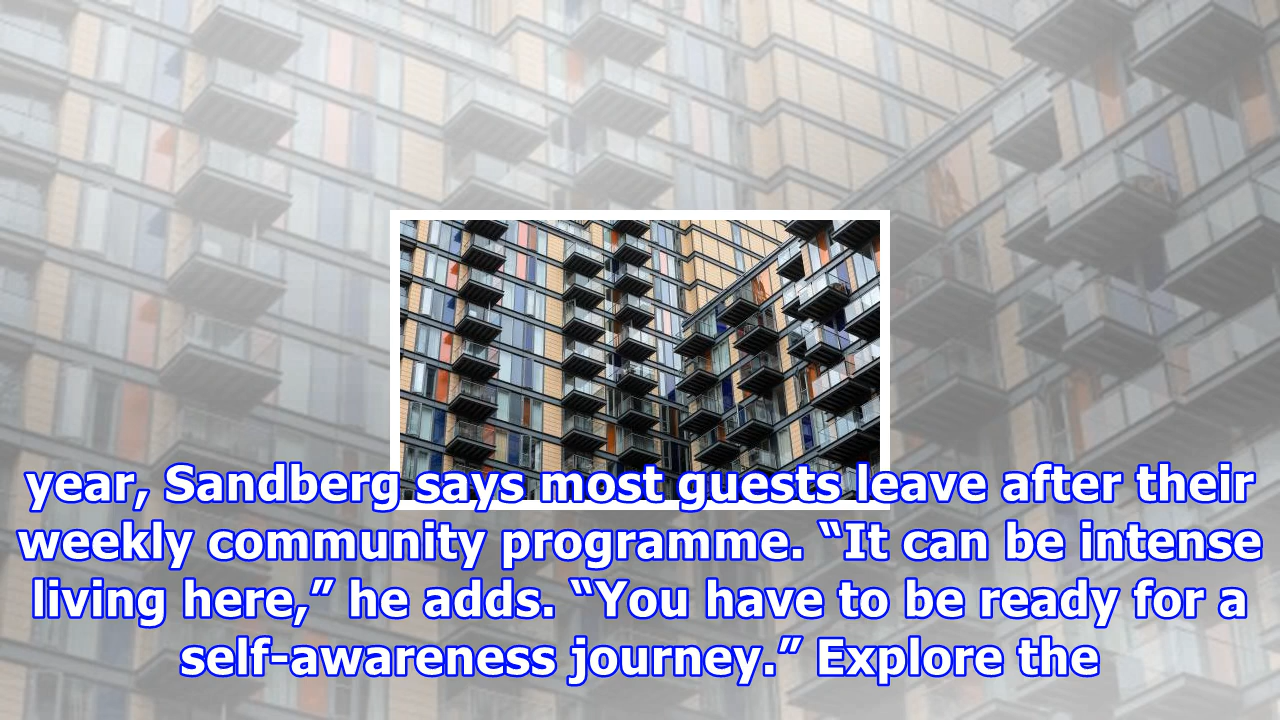 year, Sandberg says most guests leave after their
weekly community programme. “It can be intense
living here,” he adds. “You have to be ready for a
self-awareness journey.” Explore the